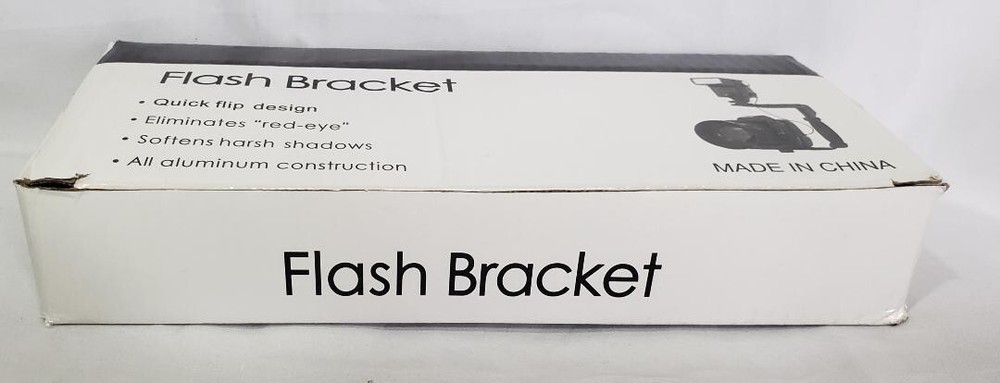 Flash Bracket
• Quick flip design
• Eliminates "red-eye"
• Softens harsh shadows
• All aluminum construction
MADE IN CHINA
Flash Bracket